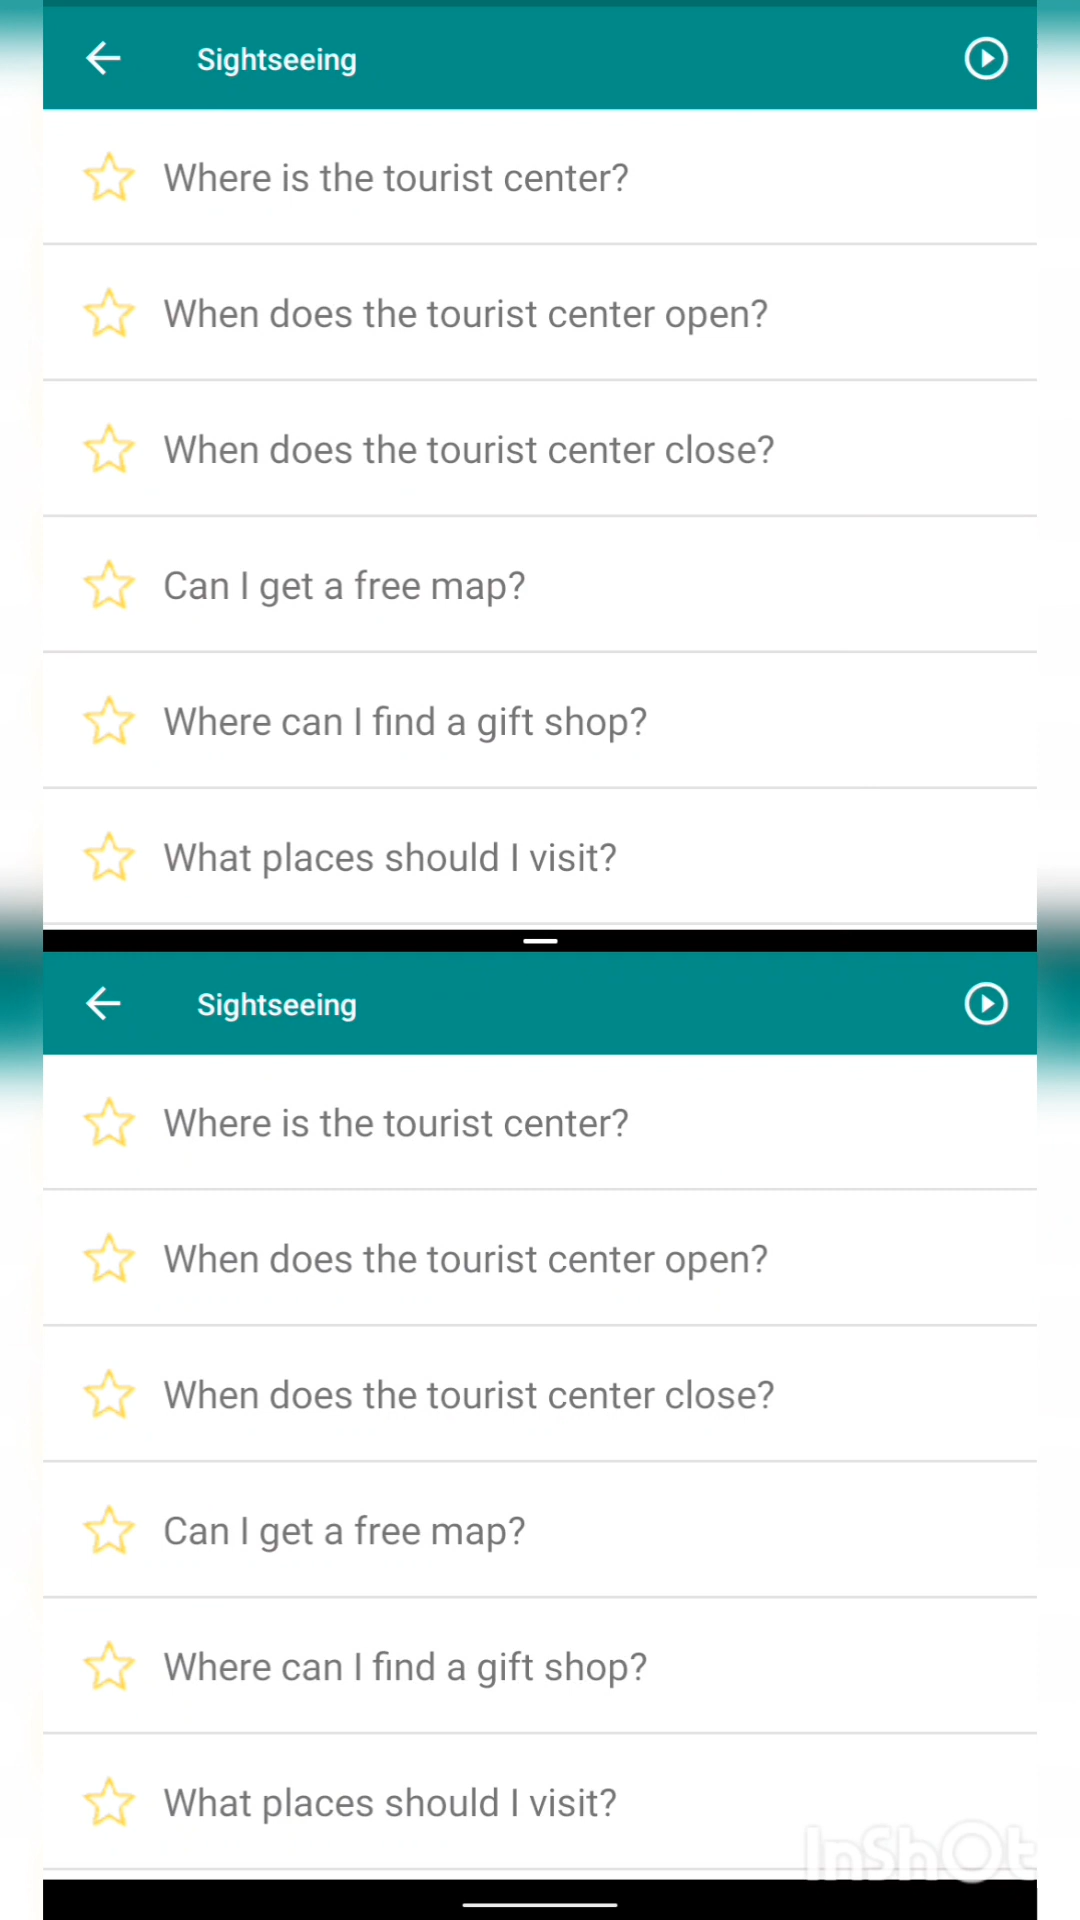 Sightseeing
Where is the tourist center?
When does the tourist center open?
When does the tourist center close?
Can I get a free map?
Where can I find a gift shop?
What places should I visit?
Sightseeing
Where is the tourist center?
When does the tourist center open?
When does the tourist center close?
Can I get a free map?
Where can I find a gift shop?
What places should I visit?
InShOt